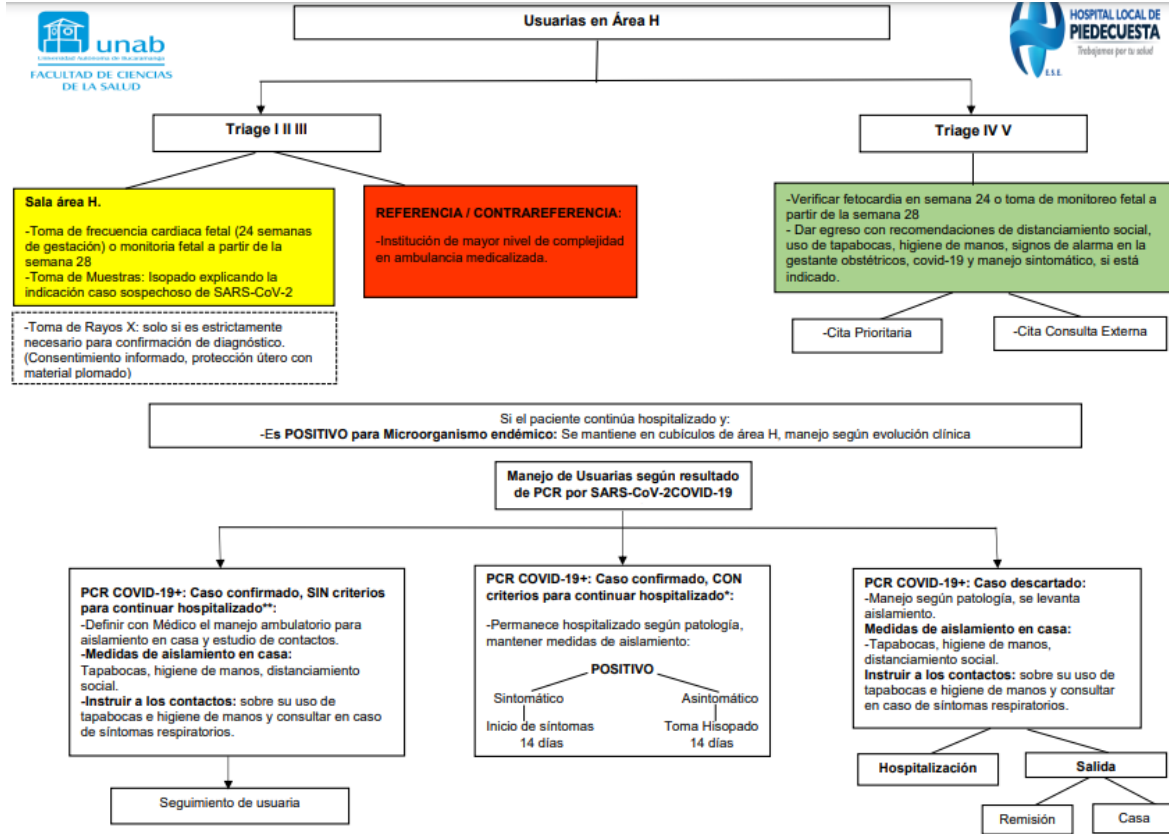 Usuarias en Área H
unab
Universidad Autónoma de Bucaramanga
FACULTAD DE CIENCIAS
DE LA SALUD
HOSPITAL LOCAL DE
PIEDECUESTA
Trabajamos por tu salud
E.S.E.
Triage I II III
Triage IV V
Sala área H.
-Toma de frecuencia cardiaca fetal (24 semanas
de gestación) o monitoria fetal a partir de la
semana 28
-Toma de Muestras: Isopado explicando la
indicación caso sospechoso de SARS-CoV-2
REFERENCIA / CONTRAREFERENCIA:
-Institución de mayor nivel de complejidad
en ambulancia medicalizada.
-Verificar fetocardia en semana 24 o toma de monitoreo fetal a
partir de la semana 28
- Dar egreso con recomendaciones de distanciamiento social,
uso de tapabocas, higiene de manos, signos de alarma en la
gestante obstétricos, covid-19 y manejo sintomático, si está
indicado.
-Toma de Rayos X: solo si es estrictamente
necesario para confirmación de diagnóstico.
(Consentimiento informado, protección útero con
material plomado)
-Cita Prioritaria
-Cita Consulta Externa
Si el paciente continúa hospitalizado y:
-Es POSITIVO para Microorganismo endémico: Se mantiene en cubículos de área H, manejo según evolución clínica
Manejo de Usuarias según resultado
de PCR por SARS-CoV-2COVID-19
PCR COVID-19+: Caso confirmado, SIN criterios
para continuar hospitalizado**:
-Definir con Médico el manejo ambulatorio para
aislamiento en casa y estudio de contactos.
-Medidas de aislamiento en casa:
Tapabocas, higiene de manos, distanciamiento
social.
-Instruir a los contactos: sobre su uso de
tapabocas e higiene de manos y consultar en caso
de síntomas respiratorios.
Seguimiento de usuaria
PCR COVID-19+: Caso confirmado, CON
criterios para continuar hospitalizado*:
-Permanece hospitalizado según patología,
mantener medidas de aislamiento:
POSITIVO
Sintomático
Asintomático
Inicio de síntomas
14 días
Toma Hisopado
14 días
PCR COVID-19+: Caso descartado:
-Manejo según patología, se levanta
aislamiento.
Medidas de aislamiento en casa:
-Tapabocas, higiene de manos,
distanciamiento social.
Instruir a los contactos: sobre su uso de
tapabocas e higiene de manos y consultar
en caso de síntomas respiratorios.
Hospitalización
Salida
Remisión
Casa